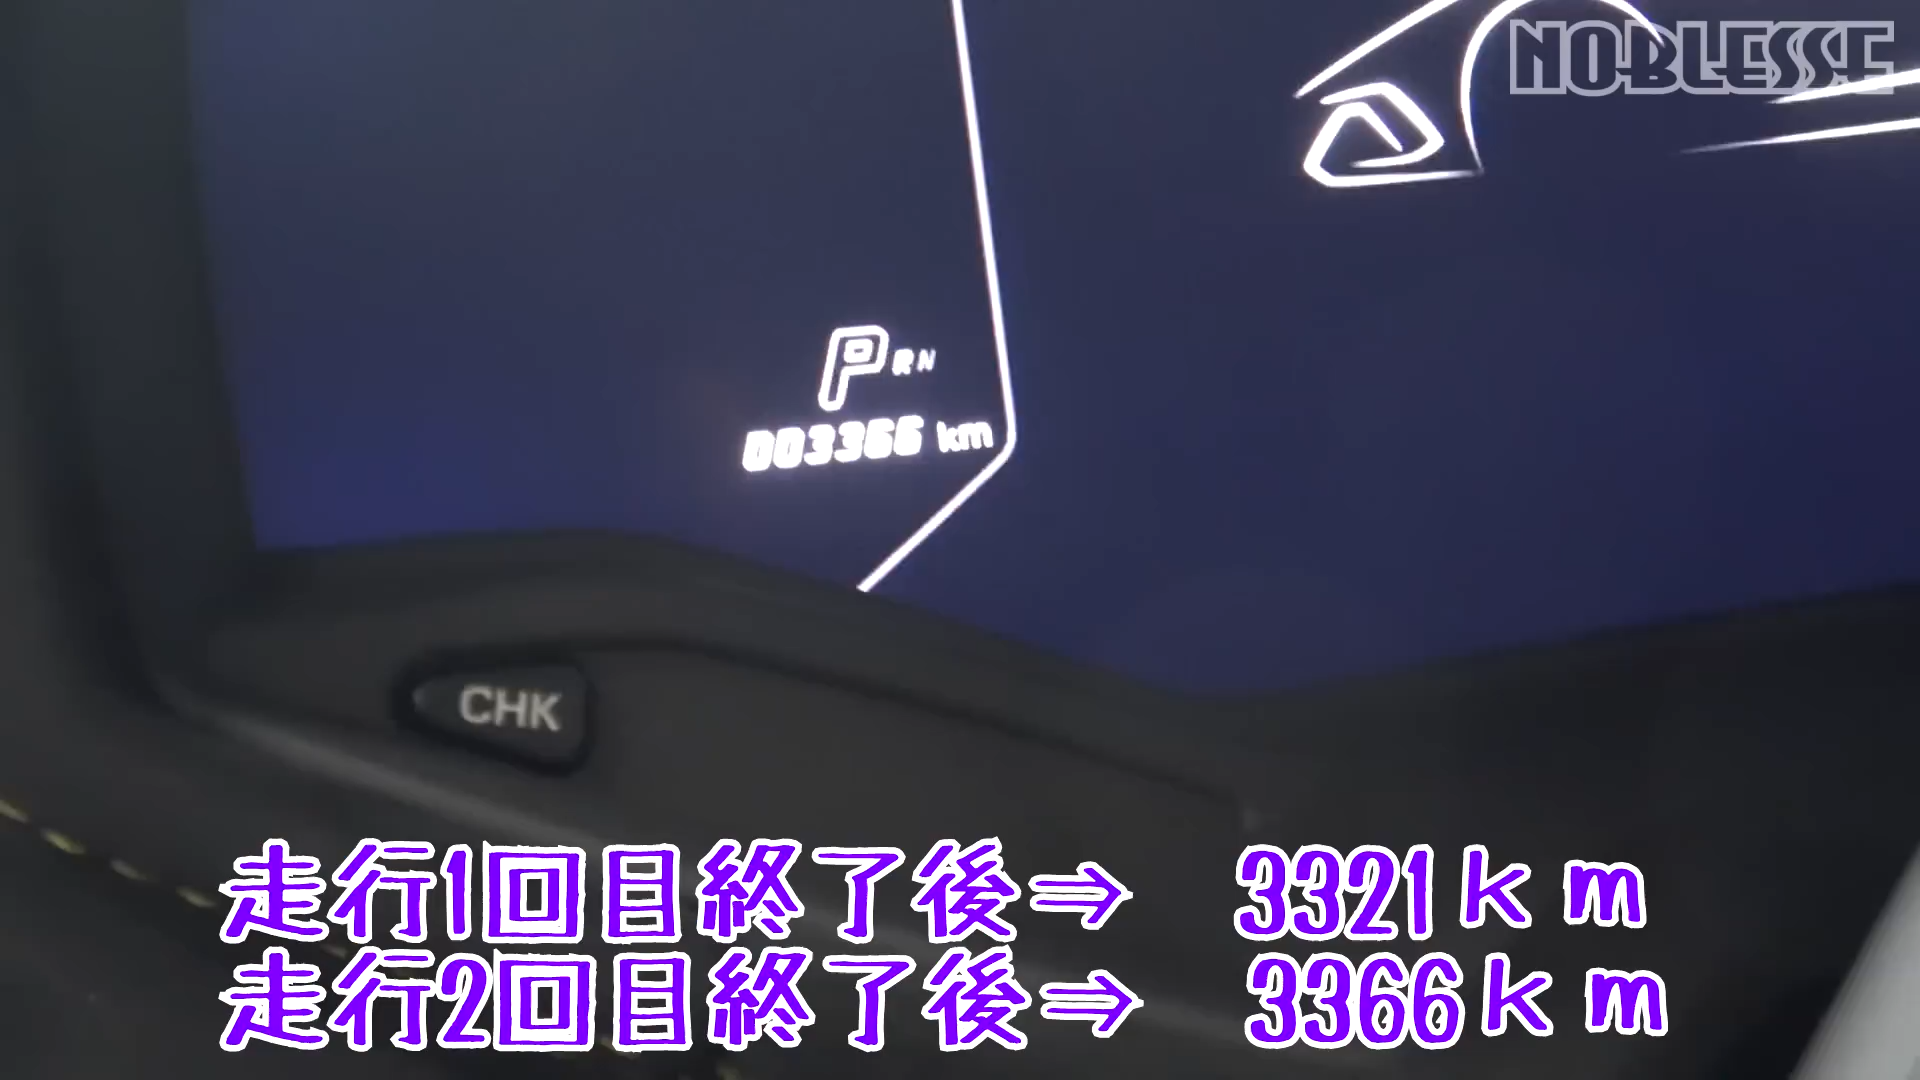 NOBLESSE
P R N
003366 km
CHK
走行1回目終了後⇒　3321ｋｍ
走行2回目終了後⇒　3366ｋｍ